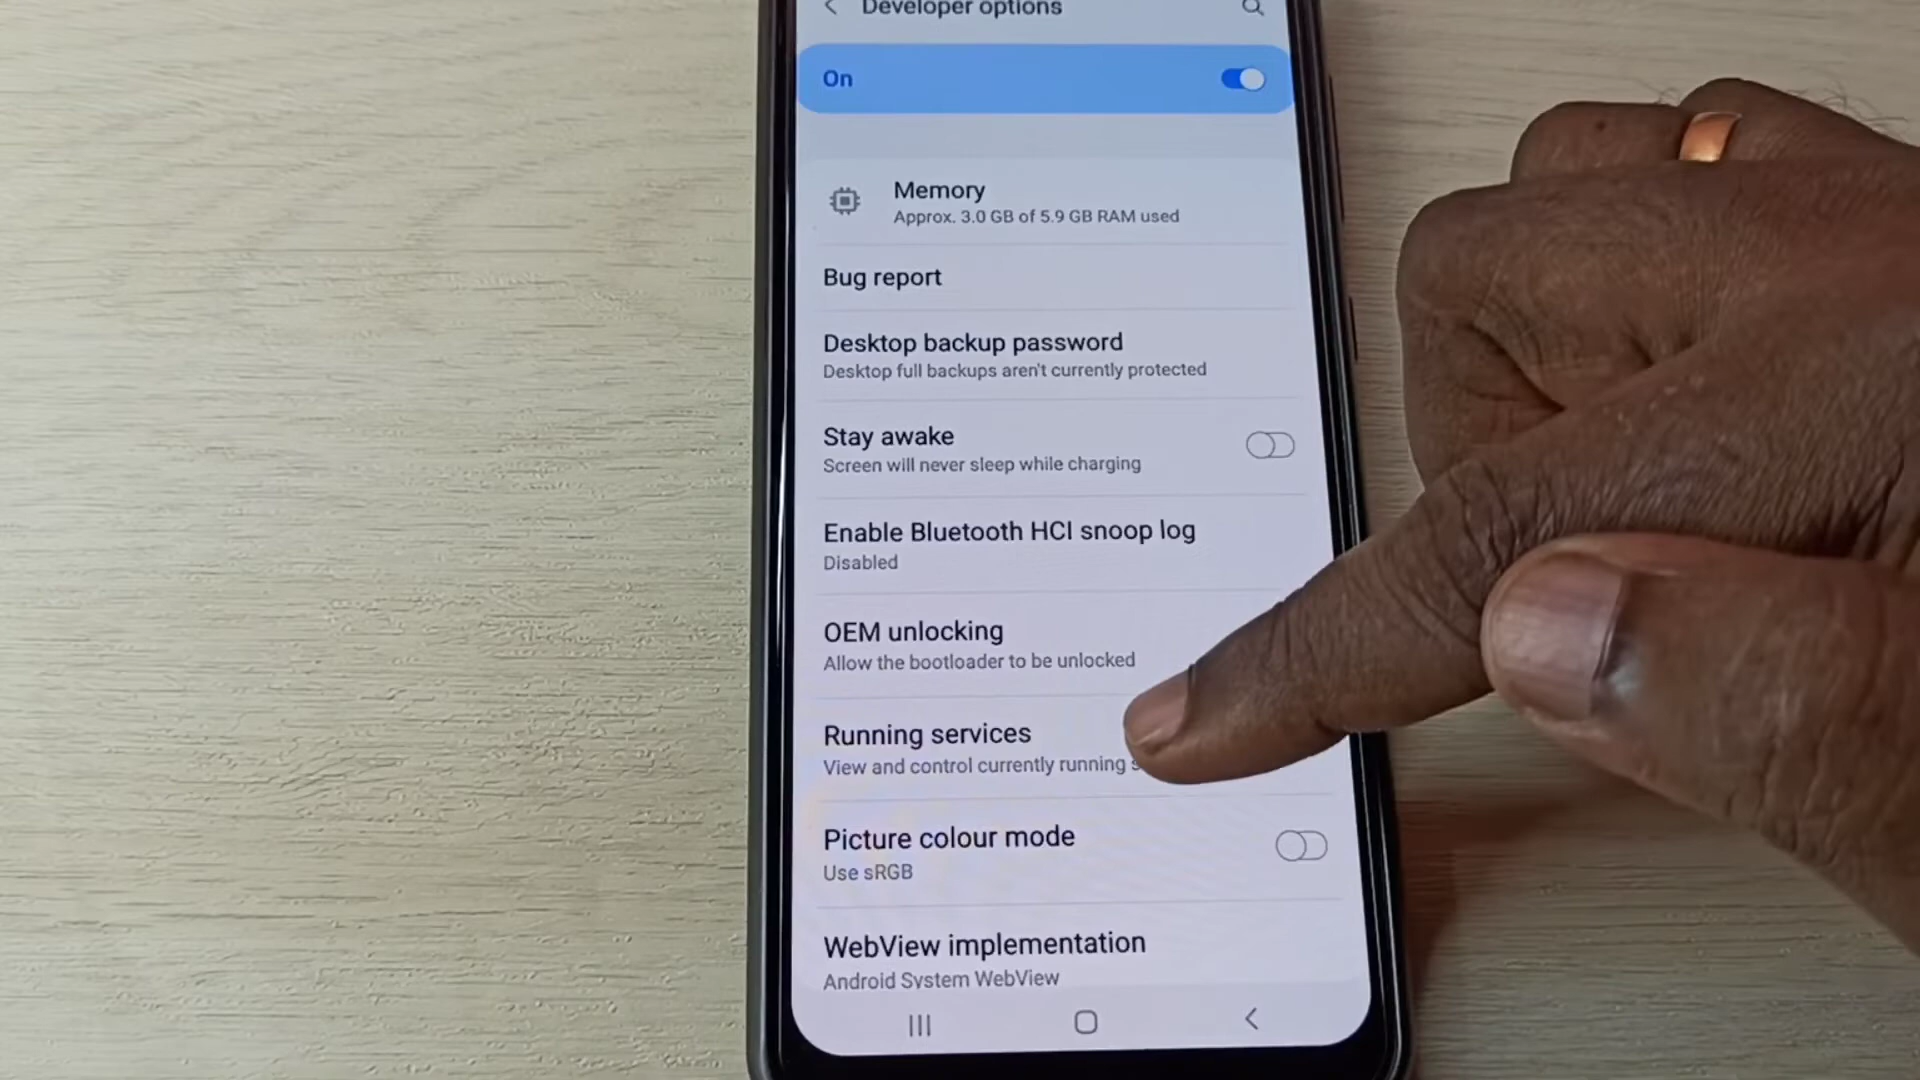 Developer options
On
Memory
Approx. 3.0 GB of 5.9 GB RAM used
Bug report
Desktop backup password
Desktop full backups aren't currently protected
Stay awake
Screen will never sleep while charging
Enable Bluetooth HCI snoop log
Disabled
OEM unlocking
Allow the bootloader to be unlocked
Running services
View and control currently running
Picture colour mode
Use sRGB
WebView implementation
Android System WebView